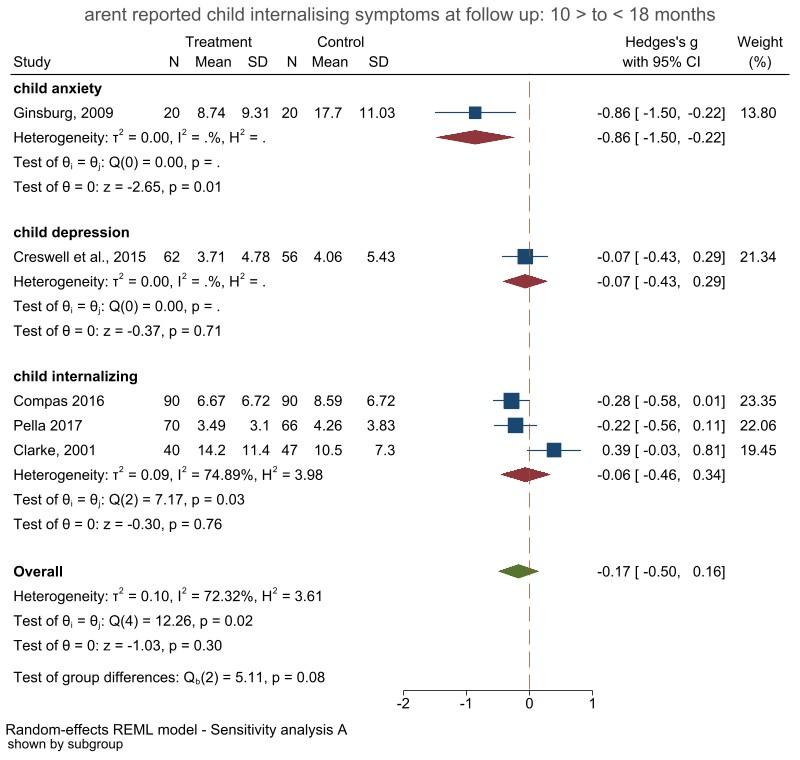 arent reported child internalising symptoms at follow up: 10 > to < 18 months
Treatment Control Hedges's g Weight
Study N Mean SD N Mean SD with 95% CI (%)
child anxiety
Ginsburg, 2009 20 8.74 9.31 20 17.7 11.03 -0.86 [ -1.50, -0.22] 13.80
Heterogeneity: τ² = 0.00, I² = .%, H² = . -0.86 [ -1.50, -0.22]
Test of θᵢ = θⱼ: Q(0) = 0.00, p = .
Test of θ = 0: z = -2.65, p = 0.01
child depression
Creswell et al., 2015 62 3.71 4.78 56 4.06 5.43 -0.07 [ -0.43, 0.29] 21.34
Heterogeneity: τ² = 0.00, I² = .%, H² = . -0.07 [ -0.43, 0.29]
Test of θᵢ = θⱼ: Q(0) = 0.00, p = .
Test of θ = 0: z = -0.37, p = 0.71
child internalizing
Compas 2016 90 6.67 6.72 90 8.59 6.72 -0.28 [ -0.58, 0.01] 23.35
Pella 2017 70 3.49 3.1 66 4.26 3.83 -0.22 [ -0.56, 0.11] 22.06
Clarke, 2001 40 14.2 11.4 47 10.5 7.3 0.39 [ -0.03, 0.81] 19.45
Heterogeneity: τ² = 0.09, I² = 74.89%, H² = 3.98 -0.06 [ -0.46, 0.34]
Test of θᵢ = θⱼ: Q(2) = 7.17, p = 0.03
Test of θ = 0: z = -0.30, p = 0.76
Overall -0.17 [ -0.50, 0.16]
Heterogeneity: τ² = 0.10, I² = 72.32%, H² = 3.61
Test of θᵢ = θⱼ: Q(4) = 12.26, p = 0.02
Test of θ = 0: z = -1.03, p = 0.30
Test of group differences: Q_b(2) = 5.11, p = 0.08
-2 -1 0 1
Random-effects REML model - Sensitivity analysis A
shown by subgroup